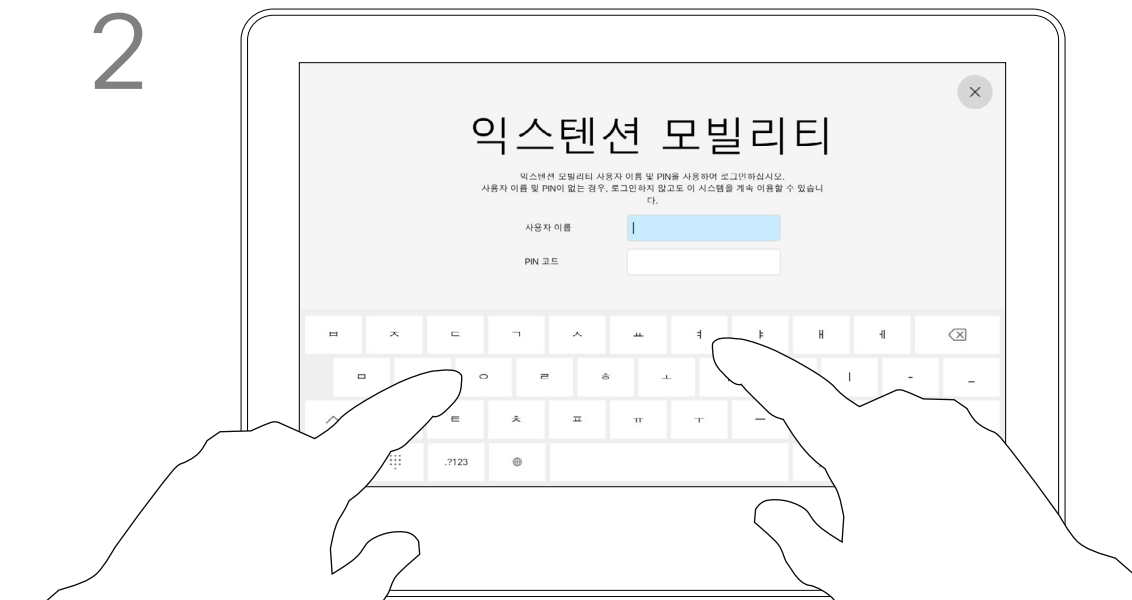 2
익스텐션 모빌리티
익스텐션 모빌리티 사용자 이름 및 PIN을 사용하여 로그인하십시오.
사용자 이름 및 PIN이 없는 경우, 로그인하지 않고도 이 시스템을 계속 이용할 수 있습니
다.
사용자 이름
PIN 코드
ㅂ ㅈ ㄷ ㄱ ㅅ ㅛ ㅕ ㅑ ㅐ ㅔ
ㅁ ㅇ ㄹ ㅎ ㅗ ㅣ - _
ㅌ ㅊ ㅍ ㅠ ㅜ ㅡ
.?123